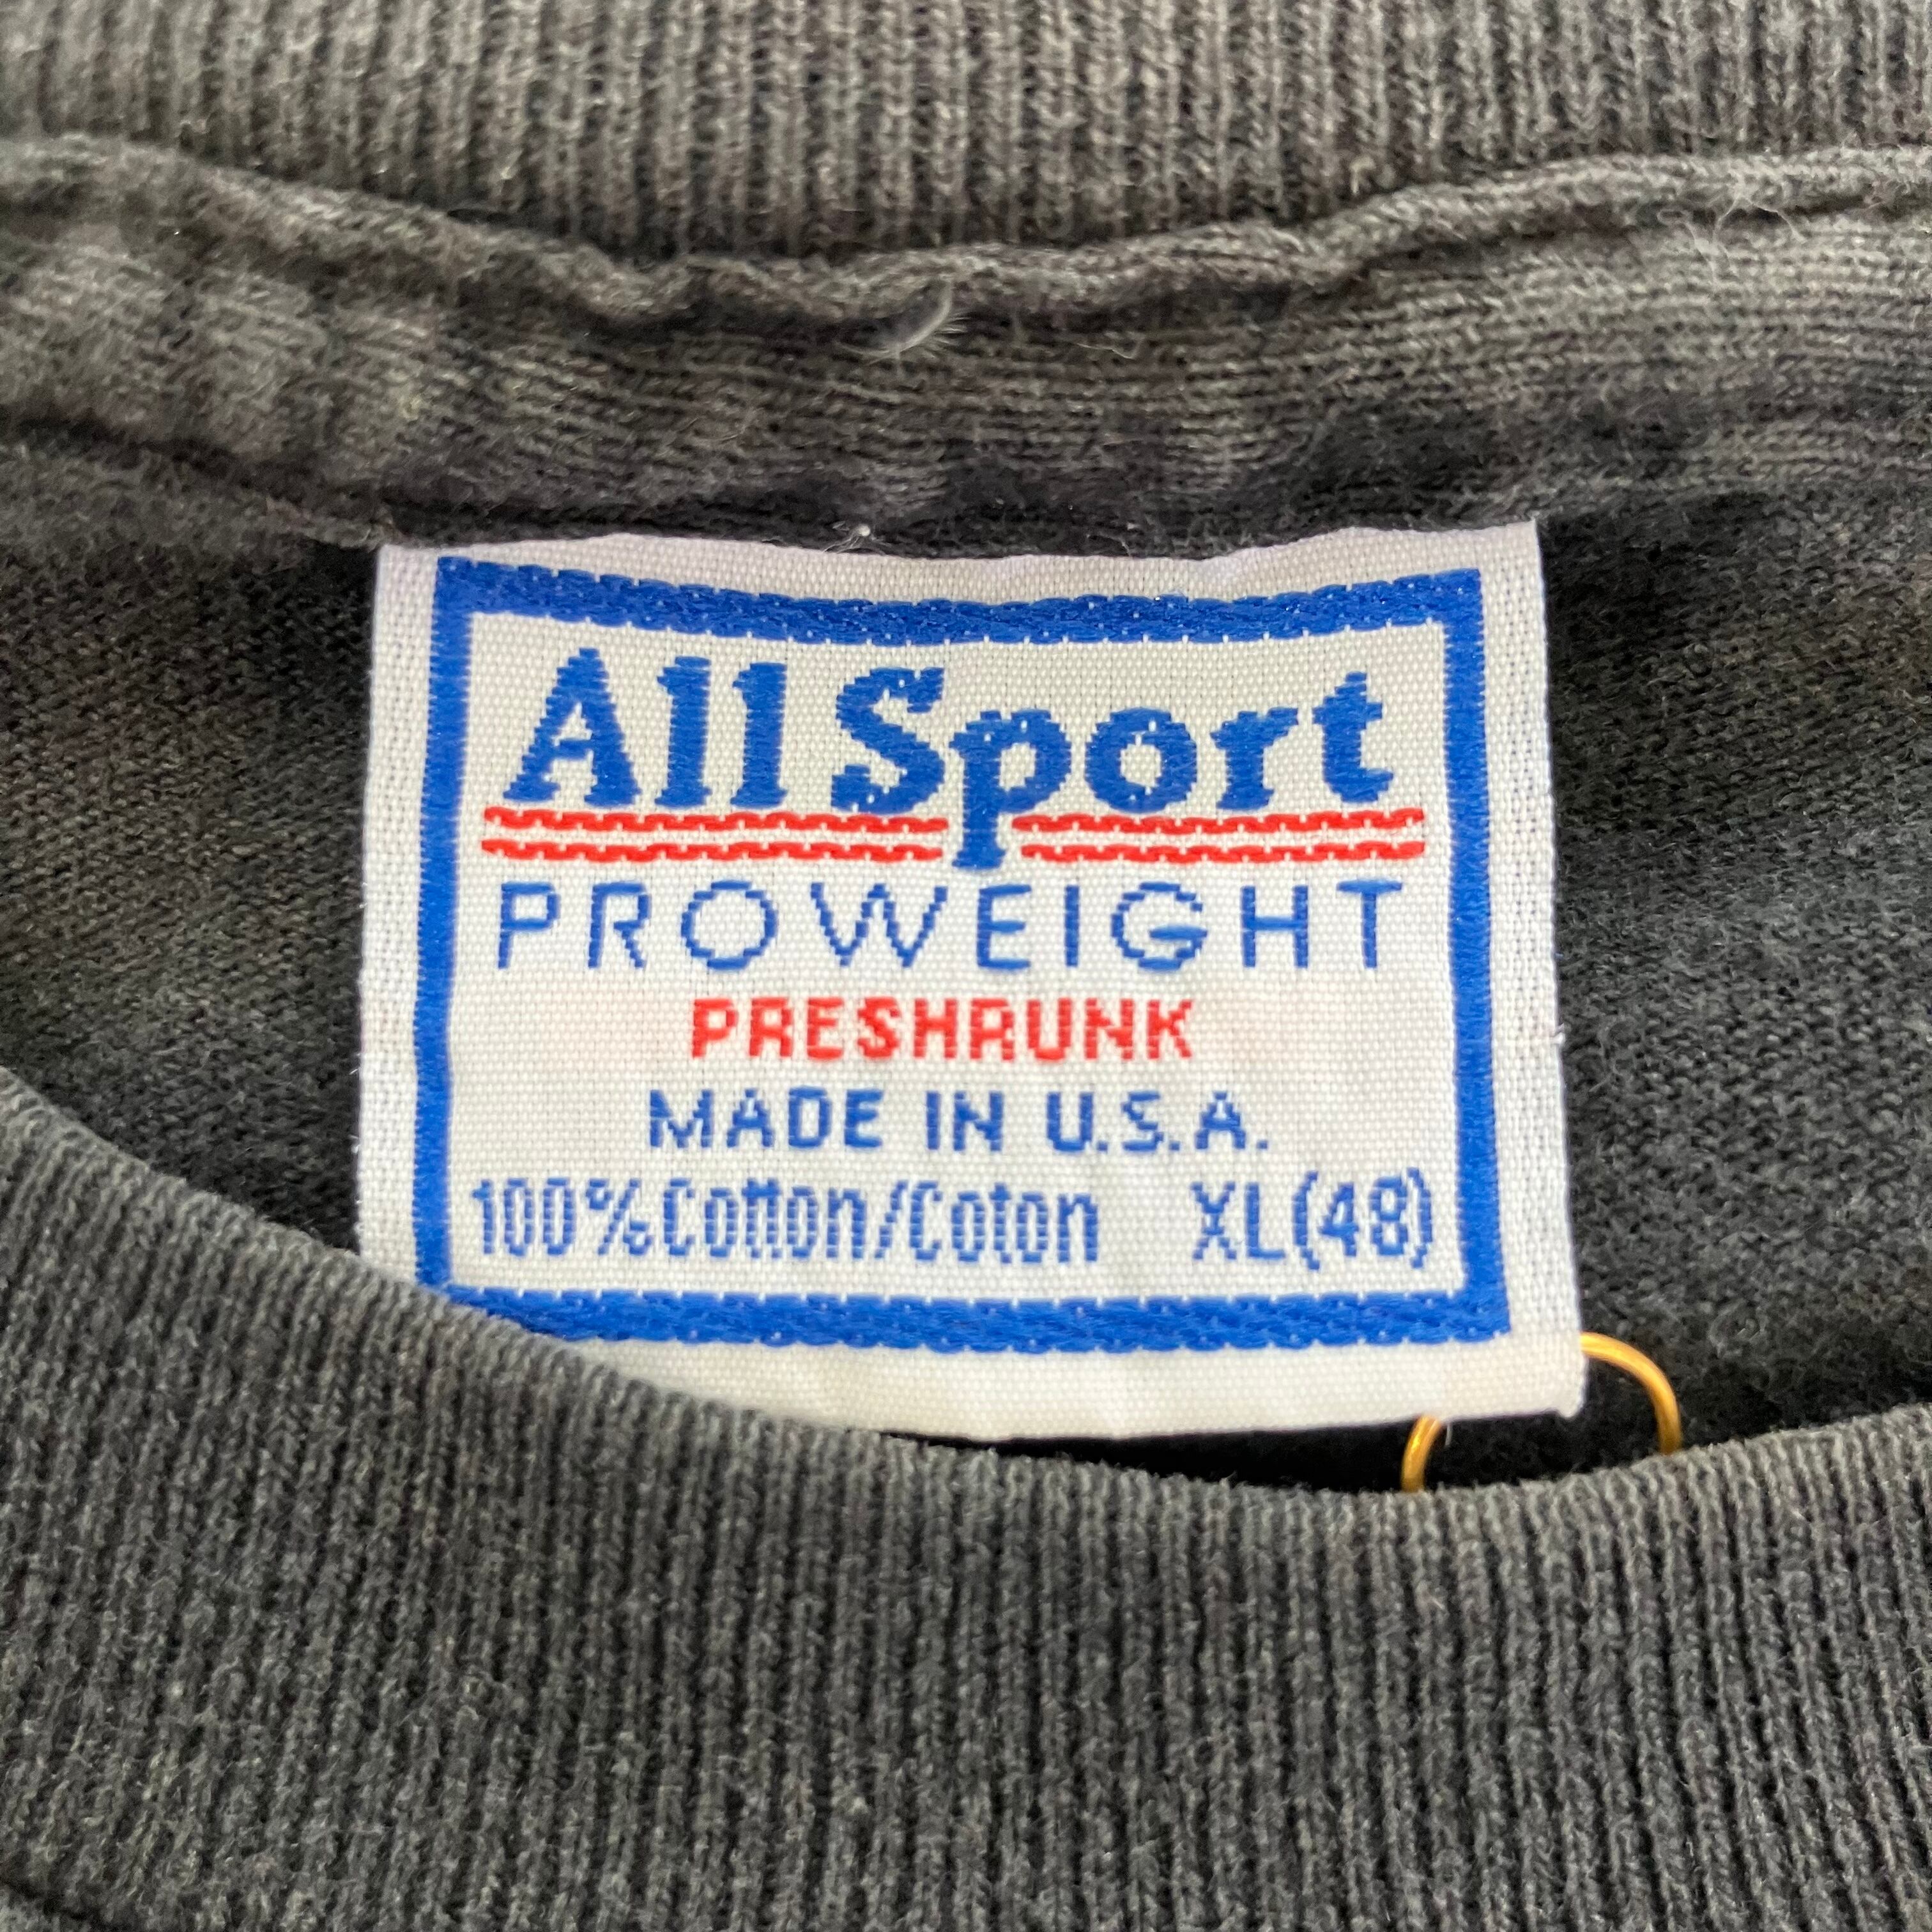 All Sport
PROWEIGHT
PRESHRUNK
MADE IN U.S.A.
100% Cotton/Coton XL(48)